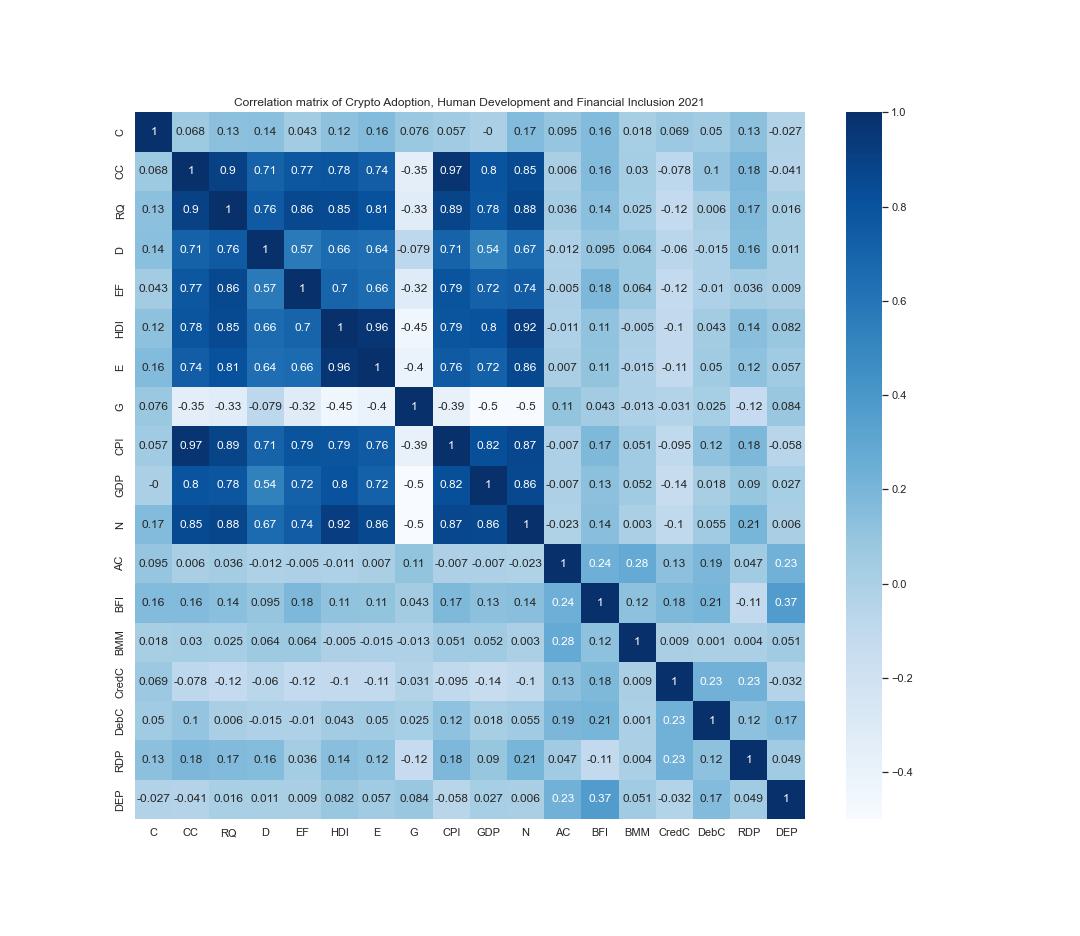 Correlation matrix of Crypto Adoption, Human Development and Financial Inclusion 2021
C 1 0.068 0.13 0.14 0.043 0.12 0.16 0.076 0.057 -0 0.17 0.095 0.16 0.018 0.069 0.05 0.13 -0.027
CC 0.068 1 0.9 0.71 0.77 0.78 0.74 -0.35 0.97 0.8 0.85 0.006 0.16 0.03 -0.078 0.1 0.18 -0.041
RQ 0.13 0.9 1 0.76 0.86 0.85 0.81 -0.33 0.89 0.78 0.88 0.036 0.14 0.025 -0.12 0.006 0.17 0.016
D 0.14 0.71 0.76 1 0.57 0.66 0.64 -0.079 0.71 0.54 0.67 -0.012 0.095 0.064 -0.06 -0.015 0.16 0.011
EF 0.043 0.77 0.86 0.57 1 0.7 0.66 -0.32 0.79 0.72 0.74 -0.005 0.18 0.064 -0.12 -0.01 0.036 0.009
HDI 0.12 0.78 0.85 0.66 0.7 1 0.96 -0.45 0.79 0.8 0.92 -0.011 0.11 -0.005 -0.1 0.043 0.14 0.082
E 0.16 0.74 0.81 0.64 0.66 0.96 1 -0.4 0.76 0.72 0.86 0.007 0.11 -0.015 -0.11 0.05 0.12 0.057
G 0.076 -0.35 -0.33 -0.079 -0.32 -0.45 -0.4 1 -0.39 -0.5 -0.5 0.11 0.043 -0.013 -0.031 0.025 -0.12 0.084
CPI 0.057 0.97 0.89 0.71 0.79 0.79 0.76 -0.39 1 0.82 0.87 -0.007 0.17 0.051 -0.095 0.12 0.18 -0.058
GDP -0 0.8 0.78 0.54 0.72 0.8 0.72 -0.5 0.82 1 0.86 -0.007 0.13 0.052 -0.14 0.018 0.09 0.027
N 0.17 0.85 0.88 0.67 0.74 0.92 0.86 -0.5 0.87 0.86 1 -0.023 0.14 0.003 -0.1 0.055 0.21 0.006
AC 0.095 0.006 0.036 -0.012 -0.005 -0.011 0.007 0.11 -0.007 -0.007 -0.023 1 0.24 0.28 0.13 0.19 0.047 0.23
BFI 0.16 0.16 0.14 0.095 0.18 0.11 0.11 0.043 0.17 0.13 0.14 0.24 1 0.12 0.18 0.21 -0.11 0.37
BMM 0.018 0.03 0.025 0.064 0.064 -0.005 -0.015 -0.013 0.051 0.052 0.003 0.28 0.12 1 0.009 0.001 0.004 0.051
CredC 0.069 -0.078 -0.12 -0.06 -0.12 -0.1 -0.11 -0.031 -0.095 -0.14 -0.1 0.13 0.18 0.009 1 0.23 0.23 -0.032
DebC 0.05 0.1 0.006 -0.015 -0.01 0.043 0.05 0.025 0.12 0.018 0.055 0.19 0.21 0.001 0.23 1 0.12 0.17
RDP 0.13 0.18 0.17 0.16 0.036 0.14 0.12 -0.12 0.18 0.09 0.21 0.047 -0.11 0.004 0.23 0.12 1 0.049
DEP -0.027 -0.041 0.016 0.011 0.009 0.082 0.057 0.084 -0.058 0.027 0.006 0.23 0.37 0.051 -0.032 0.17 0.049 1
C CC RQ D EF HDI E G CPI GDP N AC BFI BMM CredC DebC RDP DEP
1.0
0.8
0.6
0.4
0.2
0.0
−0.2
−0.4